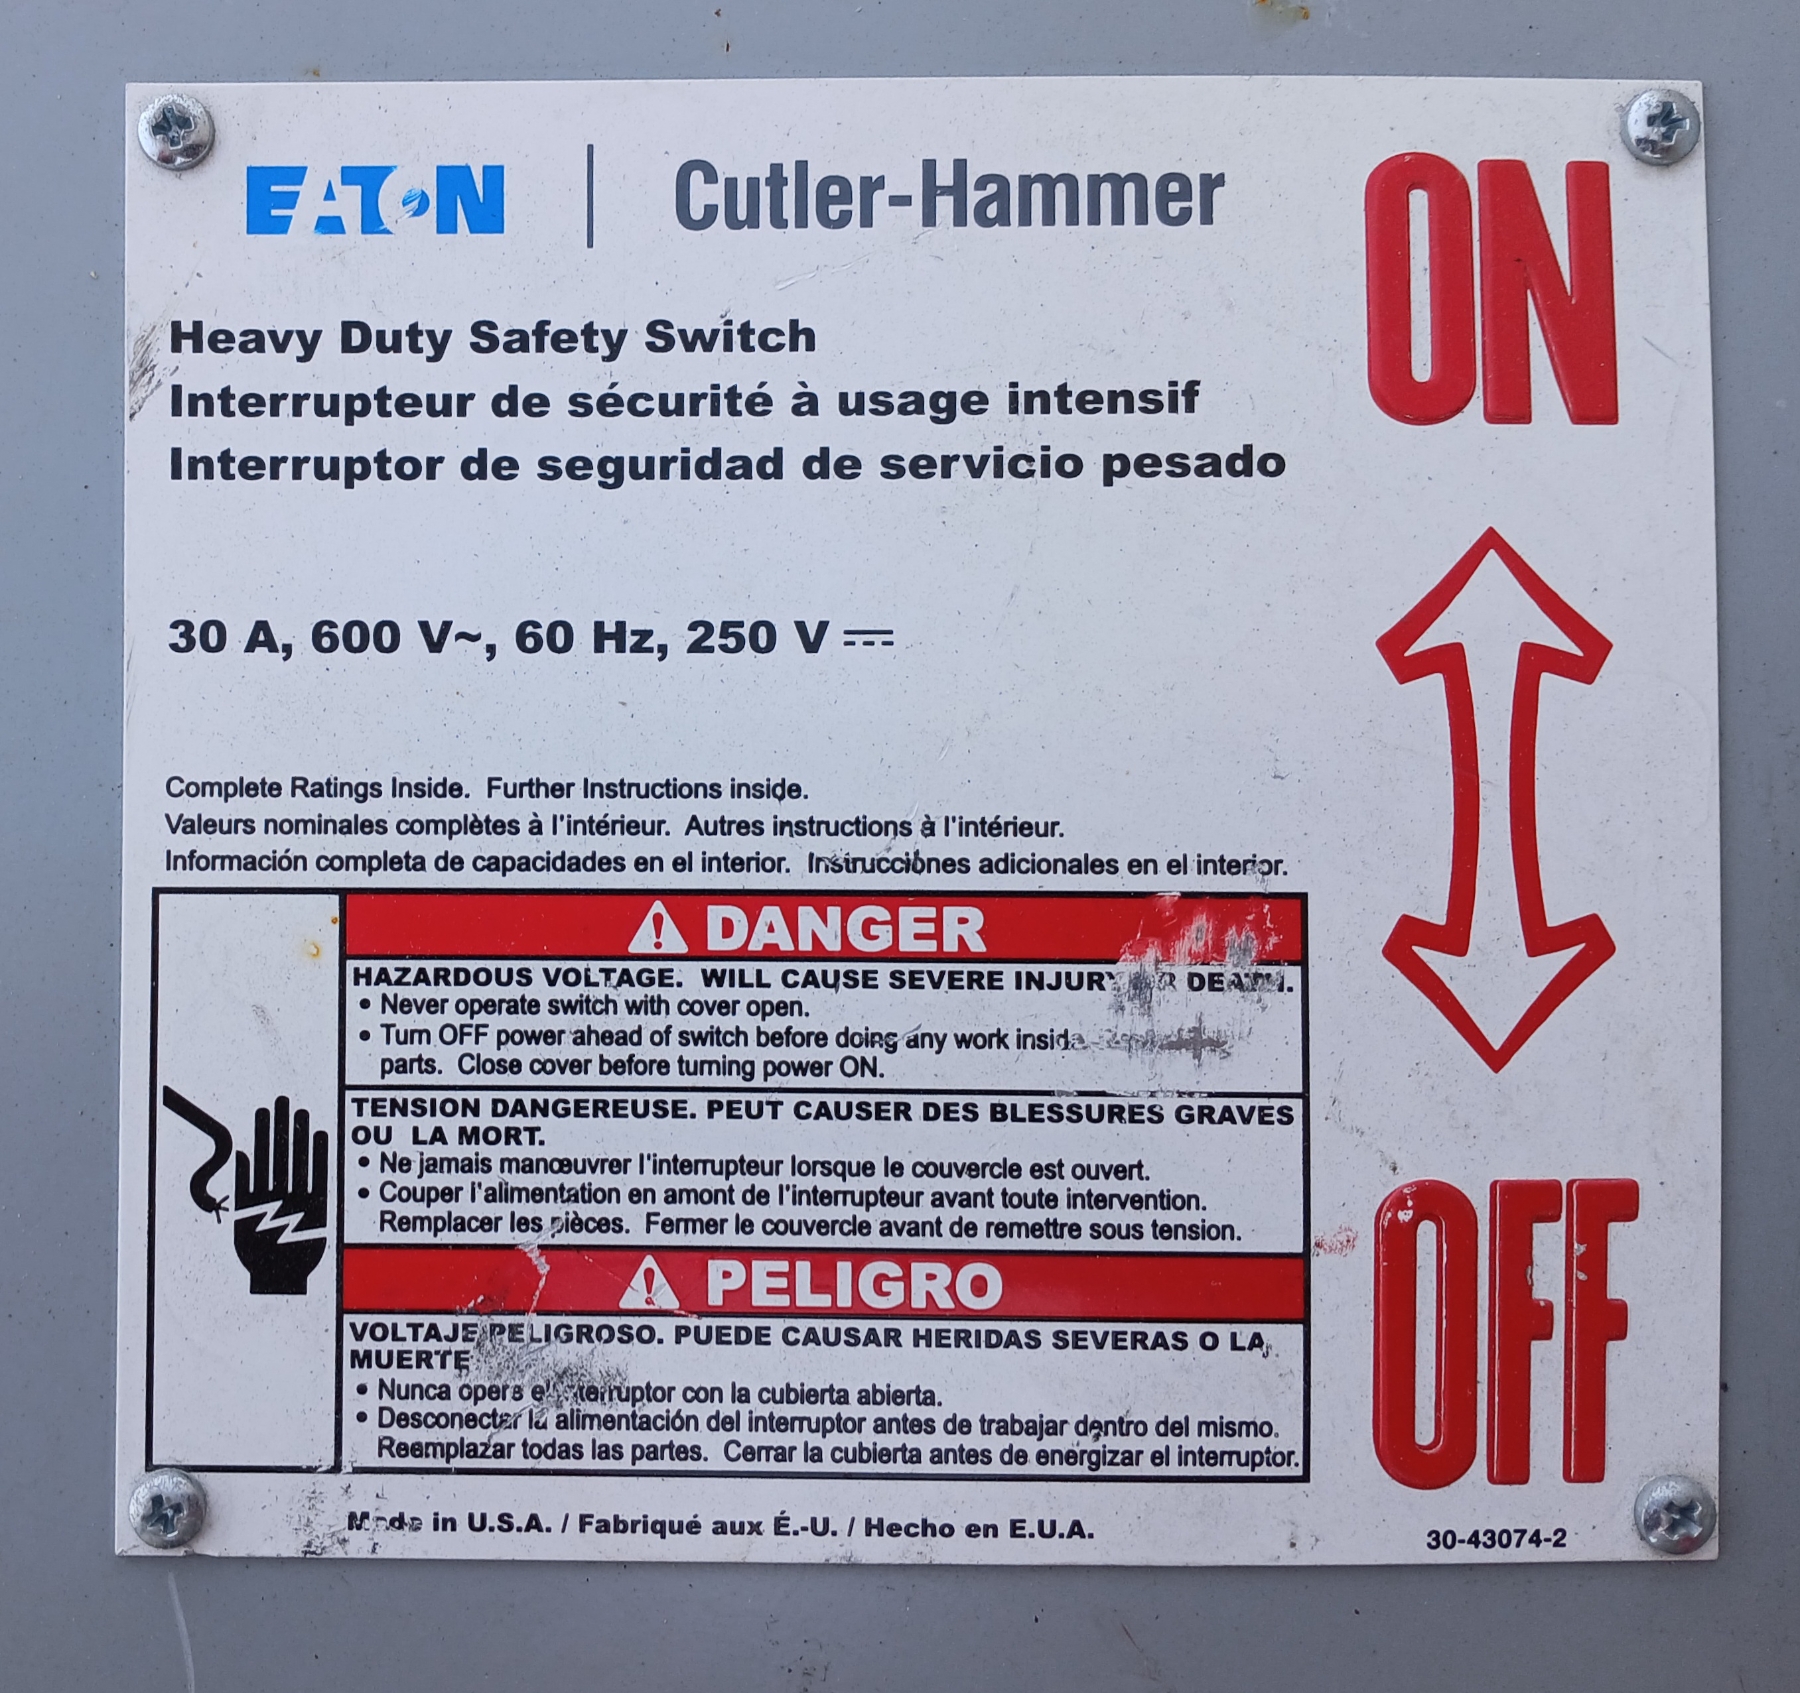 EATON | Cutler-Hammer
ON
Heavy Duty Safety Switch
Interrupteur de sécurité à usage intensif
Interruptor de seguridad de servicio pesado
30 A, 600 V~, 60 Hz, 250 V ⎓
Complete Ratings Inside. Further Instructions inside.
Valeurs nominales complètes à l'intérieur. Autres instructions à l'intérieur.
Información completa de capacidades en el interior. Instrucciones adicionales en el interior.
⚠ DANGER
HAZARDOUS VOLTAGE. WILL CAUSE SEVERE INJURY OR DEATH.
• Never operate switch with cover open.
• Turn OFF power ahead of switch before doing any work inside.
parts. Close cover before turning power ON.
TENSION DANGEREUSE. PEUT CAUSER DES BLESSURES GRAVES
OU LA MORT.
• Ne jamais manœuvrer l'interrupteur lorsque le couvercle est ouvert.
• Couper l'alimentation en amont de l'interrupteur avant toute intervention.
Remplacer les pièces. Fermer le couvercle avant de remettre sous tension.
⚠ PELIGRO
VOLTAJE PELIGROSO. PUEDE CAUSAR HERIDAS SEVERAS O LA
MUERTE
• Nunca opere el interruptor con la cubierta abierta.
• Desconectar la alimentación del interruptor antes de trabajar dentro del mismo.
Reemplazar todas las partes. Cerrar la cubierta antes de energizar el interruptor.
OFF
Made in U.S.A. / Fabriqué aux É.-U. / Hecho en E.U.A.
30-43074-2